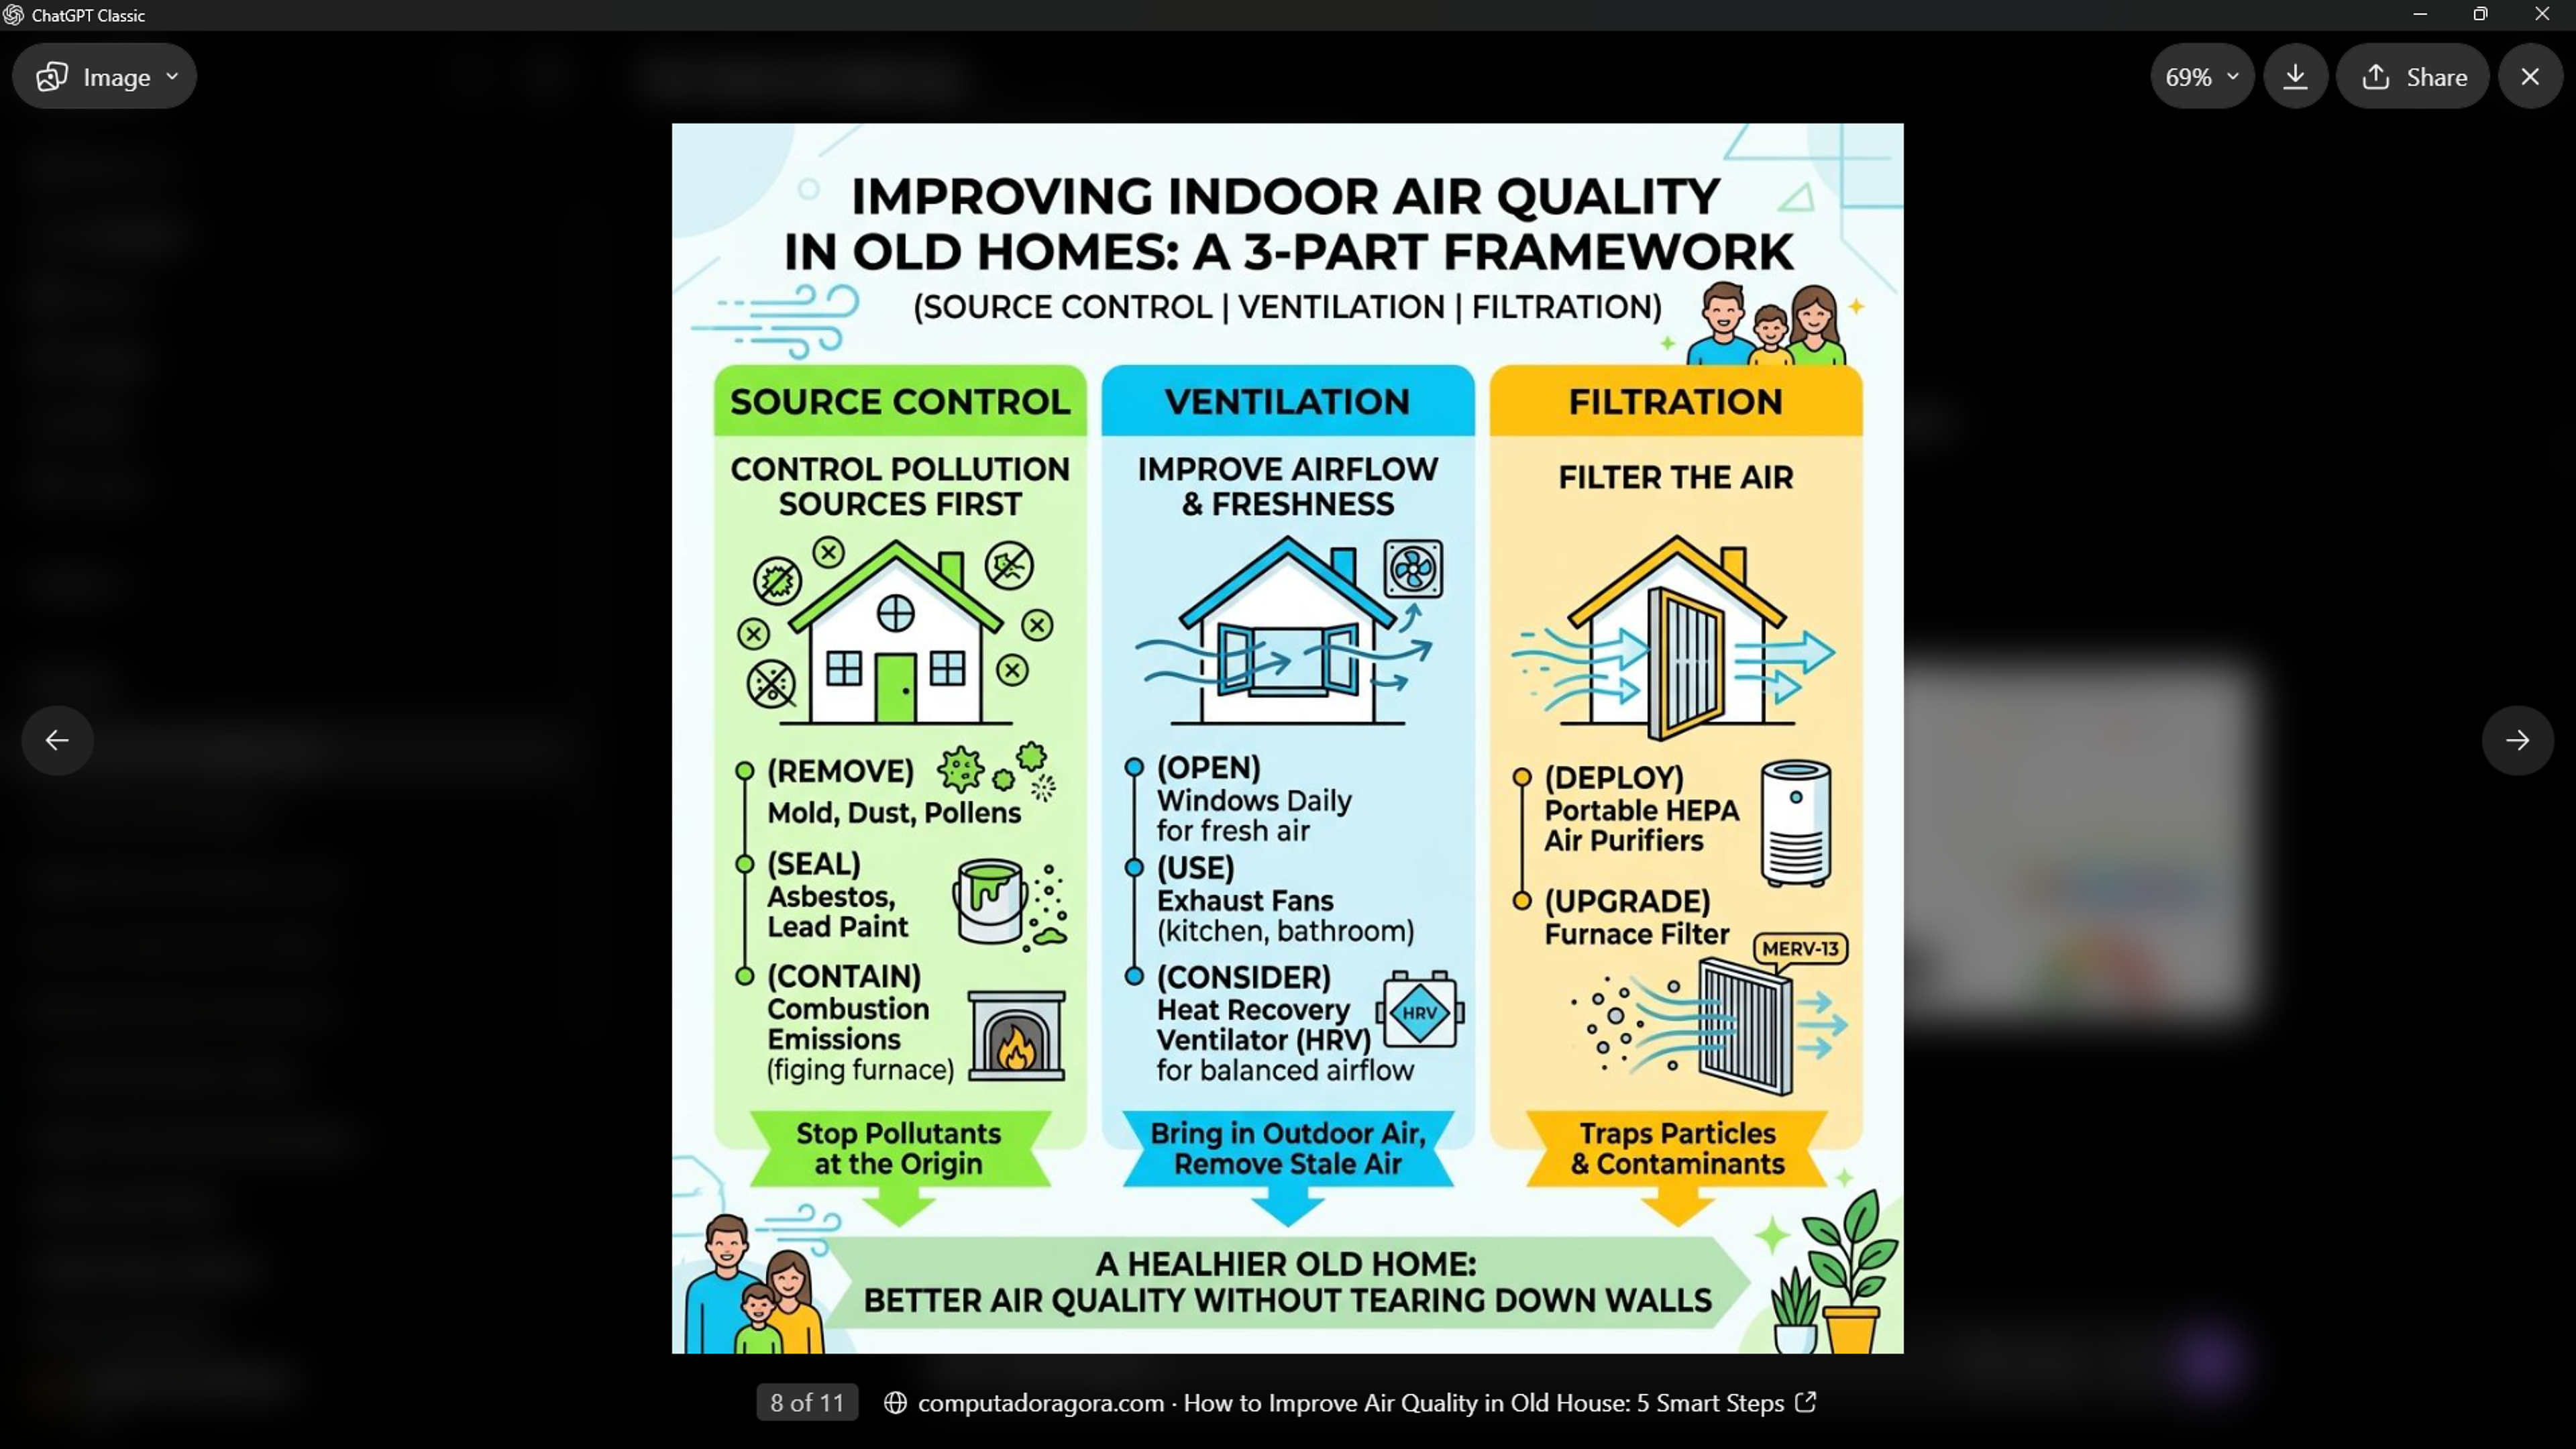 ChatGPT Classic
Image
69%
Share
IMPROVING INDOOR AIR QUALITY
IN OLD HOMES: A 3-PART FRAMEWORK
(SOURCE CONTROL | VENTILATION | FILTRATION)
SOURCE CONTROL
CONTROL POLLUTION
SOURCES FIRST
(REMOVE)
Mold, Dust, Pollens
(SEAL)
Asbestos,
Lead Paint
(CONTAIN)
Combustion
Emissions
(figing furnace)
Stop Pollutants
at the Origin
VENTILATION
IMPROVE AIRFLOW
& FRESHNESS
(OPEN)
Windows Daily
for fresh air
(USE)
Exhaust Fans
(kitchen, bathroom)
(CONSIDER)
Heat Recovery
Ventilator (HRV)
for balanced airflow
HRV
Bring in Outdoor Air,
Remove Stale Air
FILTRATION
FILTER THE AIR
(DEPLOY)
Portable HEPA
Air Purifiers
(UPGRADE)
Furnace Filter
MERV-13
Traps Particles
& Contaminants
A HEALHIER OLD HOME:
BETTER AIR QUALITY WITHOUT TEARING DOWN WALLS
8 of 11
computadoragora.com · How to Improve Air Quality in Old House: 5 Smart Steps